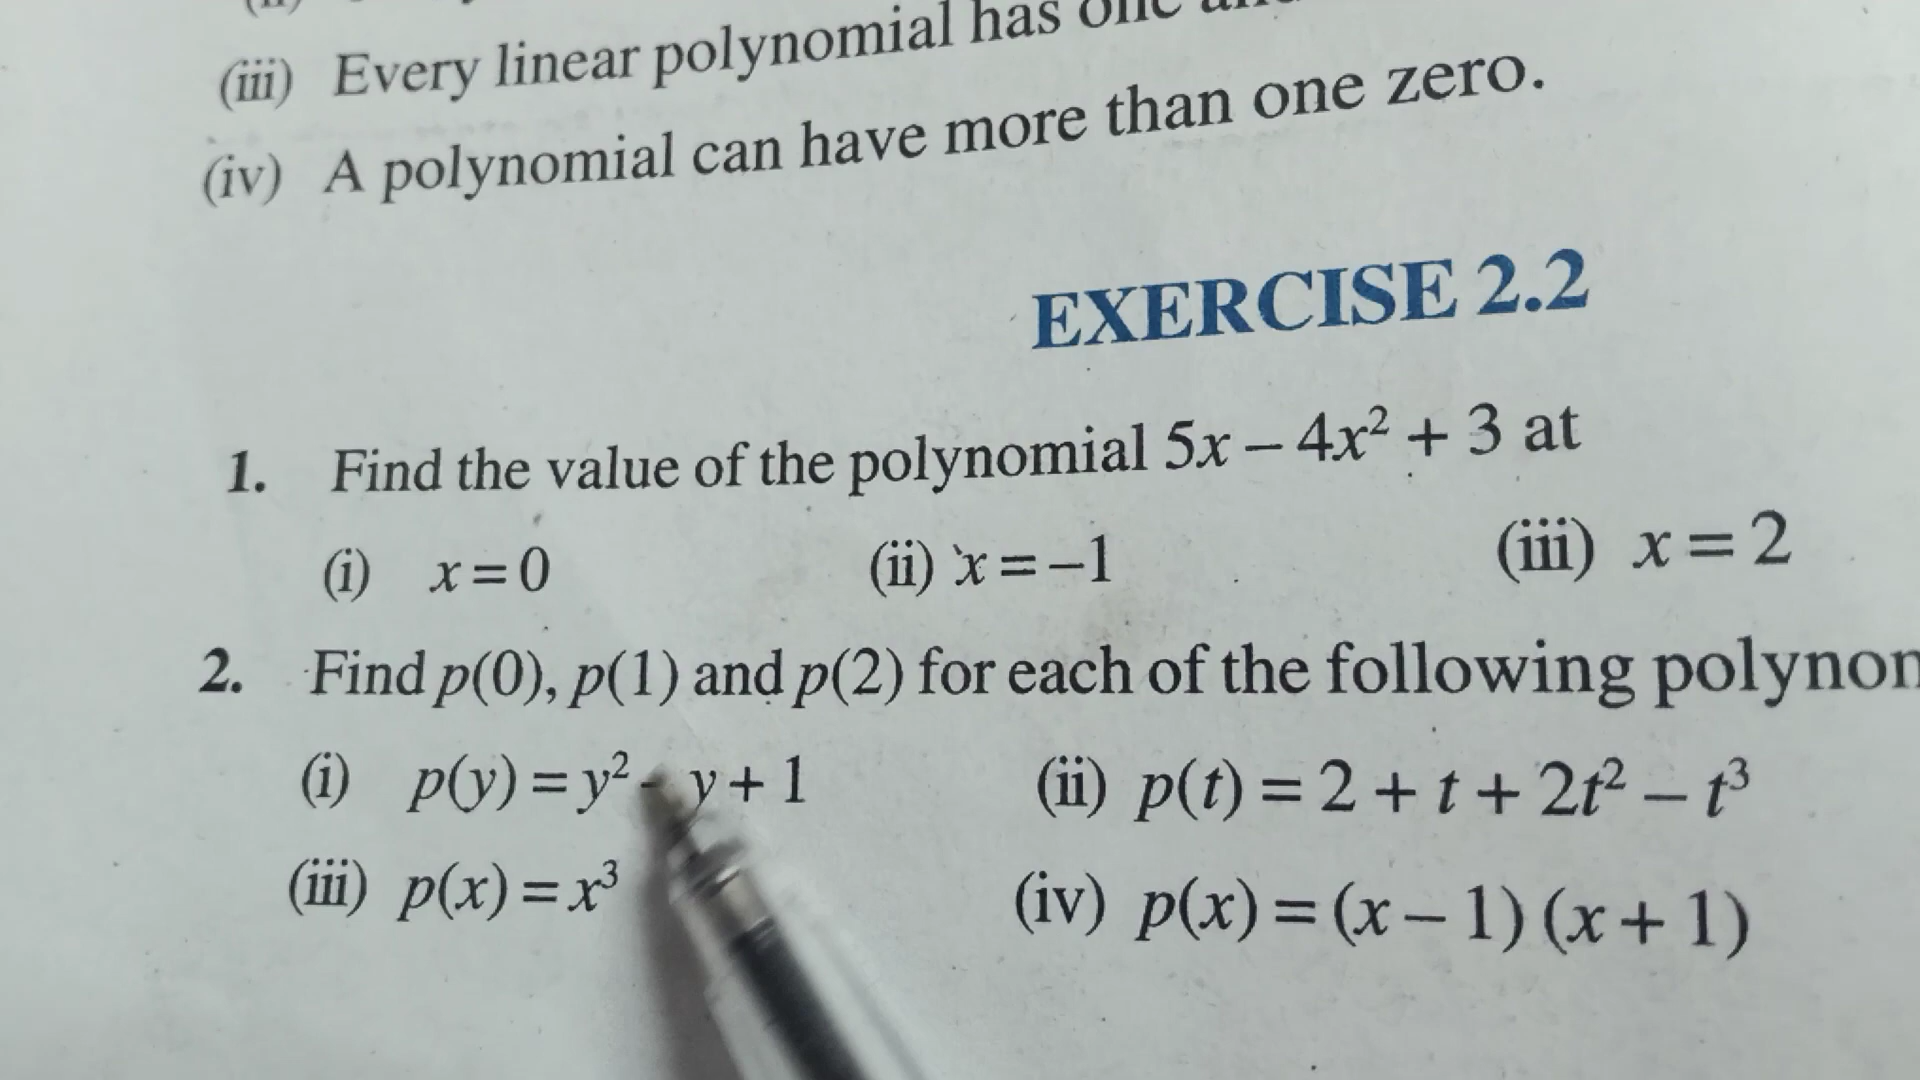 (iii) Every linear polynomial has one
(iv) A polynomial can have more than one zero.
EXERCISE 2.2
1. Find the value of the polynomial 5x – 4x² + 3 at
(i) x = 0 (ii) x = –1 (iii) x = 2
2. Find p(0), p(1) and p(2) for each of the following
(i) p(y) = y² – y + 1 (ii) p(t) = 2 + t + 2t² – t³
(iii) p(x) = x³ (iv) p(x) = (x – 1) (x + 1)